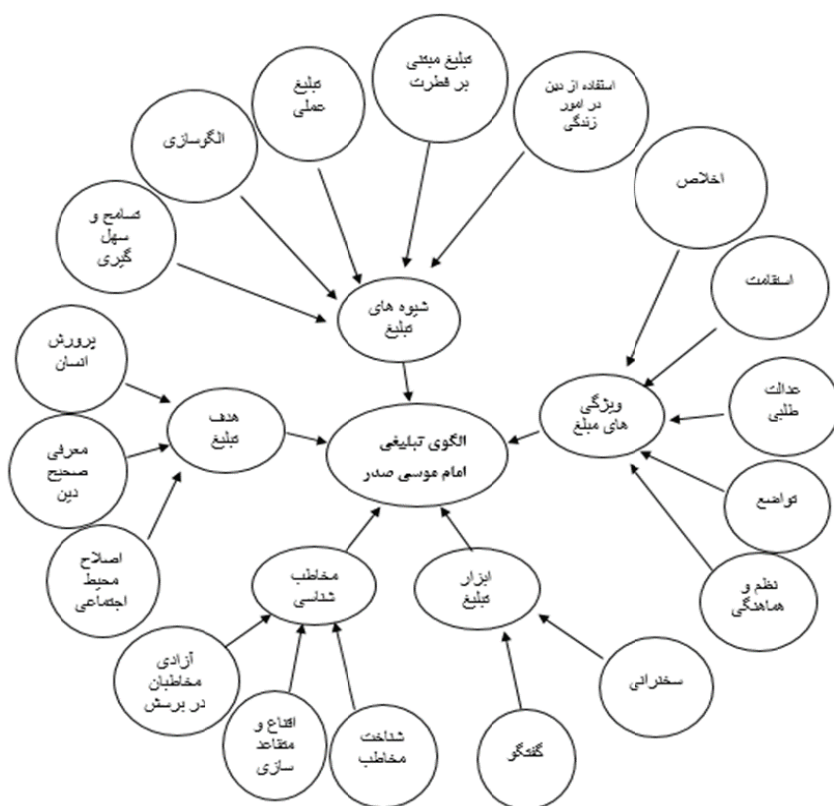 تبلیغ مبتنی
بر فطرت
استفاده از دین
در امور
زندگی
تبلیغ
عملی
الگوسازی
تسامح و
سهل
گیری
شیوه های
تبلیغ
اخلاص
استقامت
عدالت
طلبی
تواضع
نظم و
هماهنگی
ویژگی
های مبلغ
الگوی تبلیغی
امام موسی صدر
هدف
تبلیغ
پرورش
انسان
معرفی
صحیح
دین
اصلاح
محیط
اجتماعی
مخاطب
شناسی
آزادی
مخاطبان
در پرسش
اقناع و
متقاعد
سازی
شناخت
مخاطب
ابزار
تبلیغ
گفتگو
سخنرانی